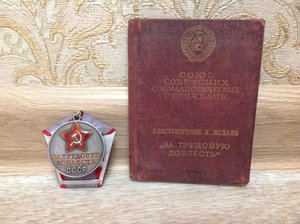 ЗА ТРУДОВУЮ
ДОБЛЕСТЬ
СССР
СОЮЗ
СОВЕТСКИХ
СОЦИАЛИСТИЧЕСКИХ
РЕСПУБЛИК
УДОСТОВЕРЕНИЕ К МЕДАЛИ
„ЗА ТРУДОВУЮ
ДОБЛЕСТЬ"